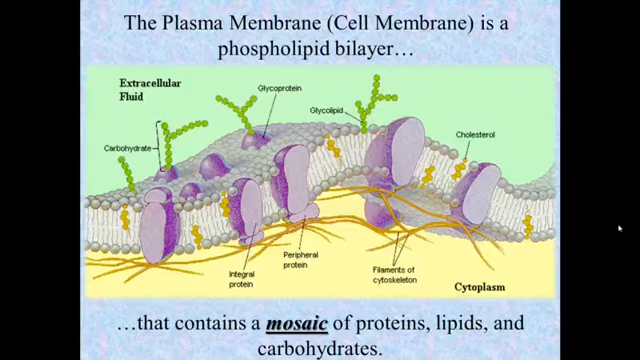 The Plasma Membrane (Cell Membrane) is a
phospholipid bilayer…
Extracellular
Fluid
Glycoprotein
Glycolipid
Cholesterol
Carbohydrate
Integral
protein
Peripheral
protein
Filaments of
cytoskeleton
Cytoplasm
…that contains a mosaic of proteins, lipids, and
carbohydrates.